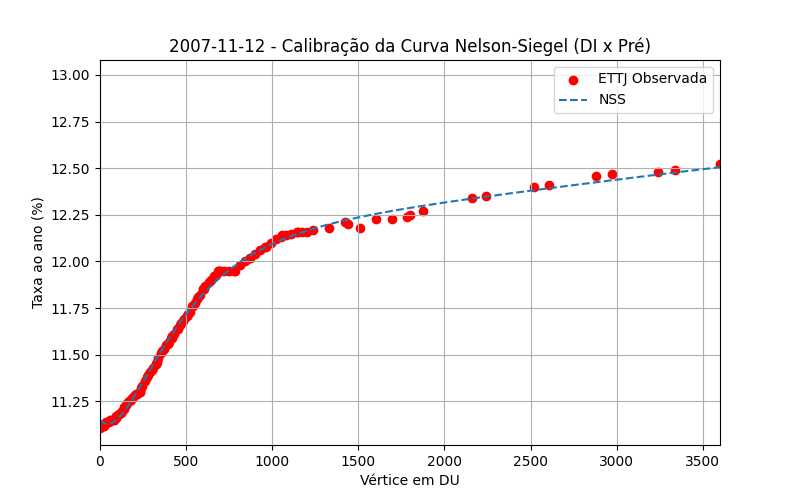 2007-11-12 - Calibração da Curva Nelson-Siegel (DI x Pré)
ETTJ Observada
NSS
13.00
12.75
12.50
12.25
12.00
11.75
11.50
11.25
Taxa ao ano (%)
0 500 1000 1500 2000 2500 3000 3500
Vértice em DU